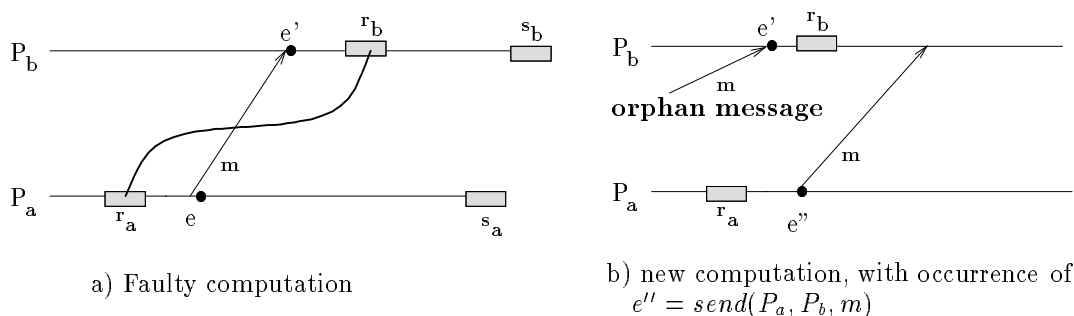 e' r_b s_b
P_b
m
P_a
r_a e s_a
a) Faulty computation
e' r_b
P_b
m
orphan message
m
P_a
r_a e"
b) new computation, with occurrence of
e'' = send(P_a, P_b, m)